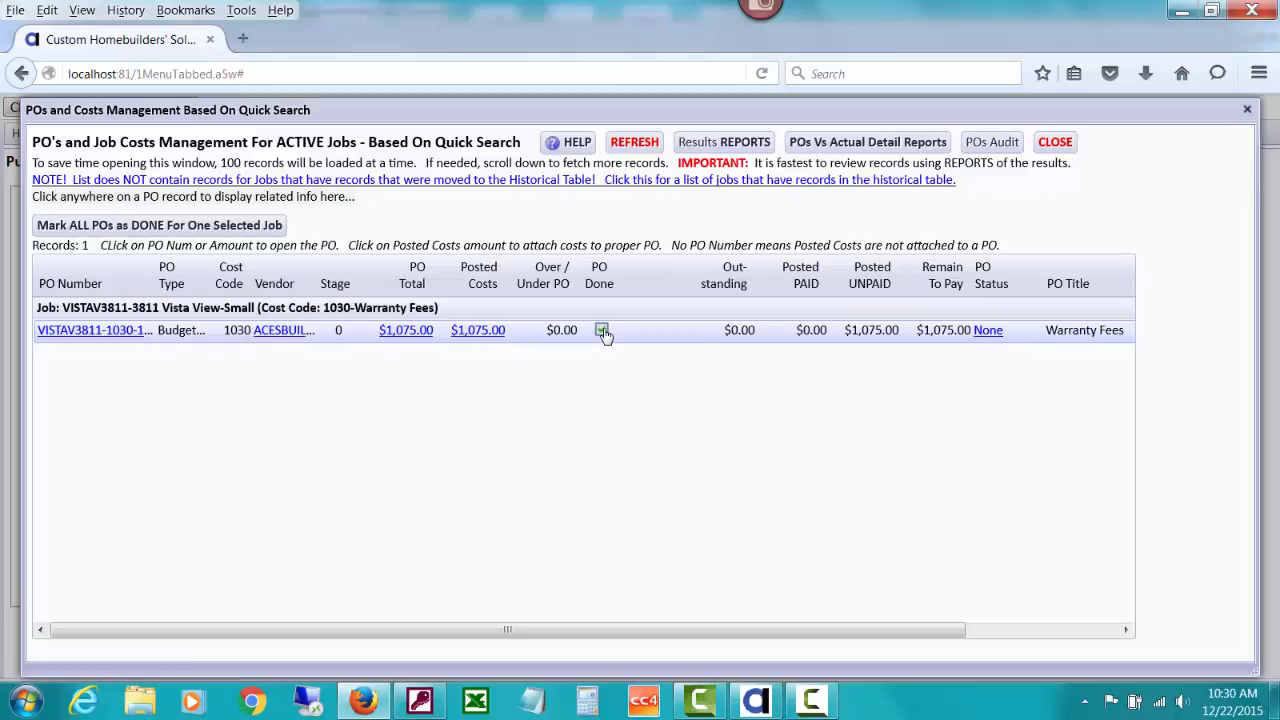 File Edit View History Bookmarks Tools Help
Custom Homebuilders' Sol... × +
localhost:81/1MenuTabbed.a5w# Search
POs and Costs Management Based On Quick Search
PO's and Job Costs Management For ACTIVE Jobs - Based On Quick Search HELP REFRESH Results REPORTS POs Vs Actual Detail Reports POs Audit CLOSE
To save time opening this window, 100 records will be loaded at a time. If needed, scroll down to fetch more records. IMPORTANT: It is fastest to review records using REPORTS of the results.
NOTE! List does NOT contain records for Jobs that have records that were moved to the Historical Table! Click this for a list of jobs that have records in the historical table.
Click anywhere on a PO record to display related info here...
Mark ALL POs as DONE For One Selected Job
Records: 1 CLick on PO Num or Amount to open the PO. Click on Posted Costs amount to attach costs to proper PO. No PO Number means Posted Costs are not attached to a PO.
PO Cost PO Posted Over / PO Out- Posted Posted Remain PO
PO Number Type Code Vendor Stage Total Costs Under PO Done standing PAID UNPAID To Pay Status PO Title
Job: VISTAV3811-3811 Vista View-Small (Cost Code: 1030-Warranty Fees)
VISTAV3811-1030-1... Budget... 1030 ACESBUIL... 0 $1,075.00 $1,075.00 $0.00 $0.00 $0.00 $1,075.00 $1,075.00 None Warranty Fees
CC4
10:30 AM
12/22/2015